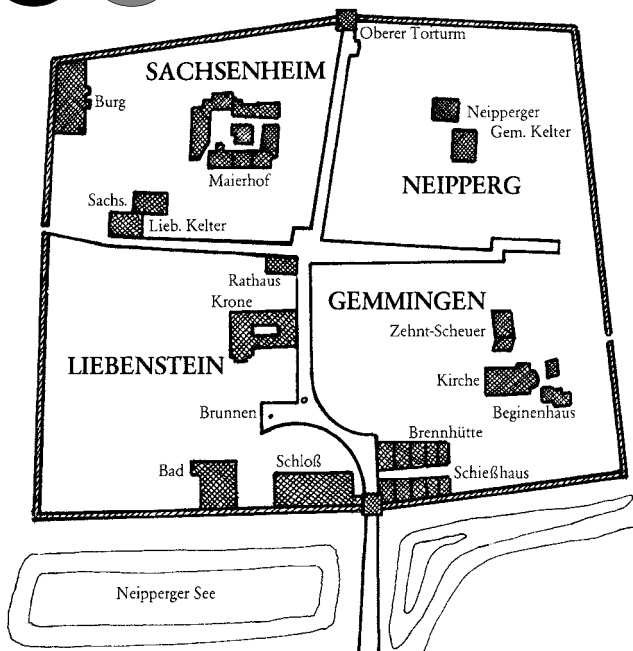 Oberer Torturm
SACHSENHEIM
Burg
Neipperger
Gem. Kelter
Maierhof
NEIPPERG
Sachs.
Lieb. Kelter
Rathaus
Krone
GEMMINGEN
Zehnt-Scheuer
LIEBENSTEIN
Kirche
Brunnen
Beginenhaus
Brennhütte
Bad
Schloß
Schießhaus
Neipperger See